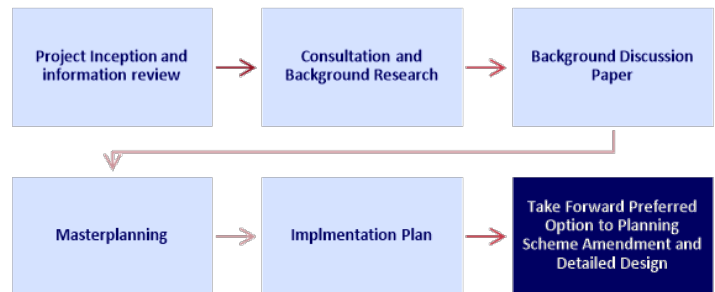 Project Inception and
information review
Consultation and
Background Research
Background Discussion
Paper
Masterplanning
Implmentation Plan
Take Forward Preferred
Option to Planning
Scheme Amendment and
Detailed Design